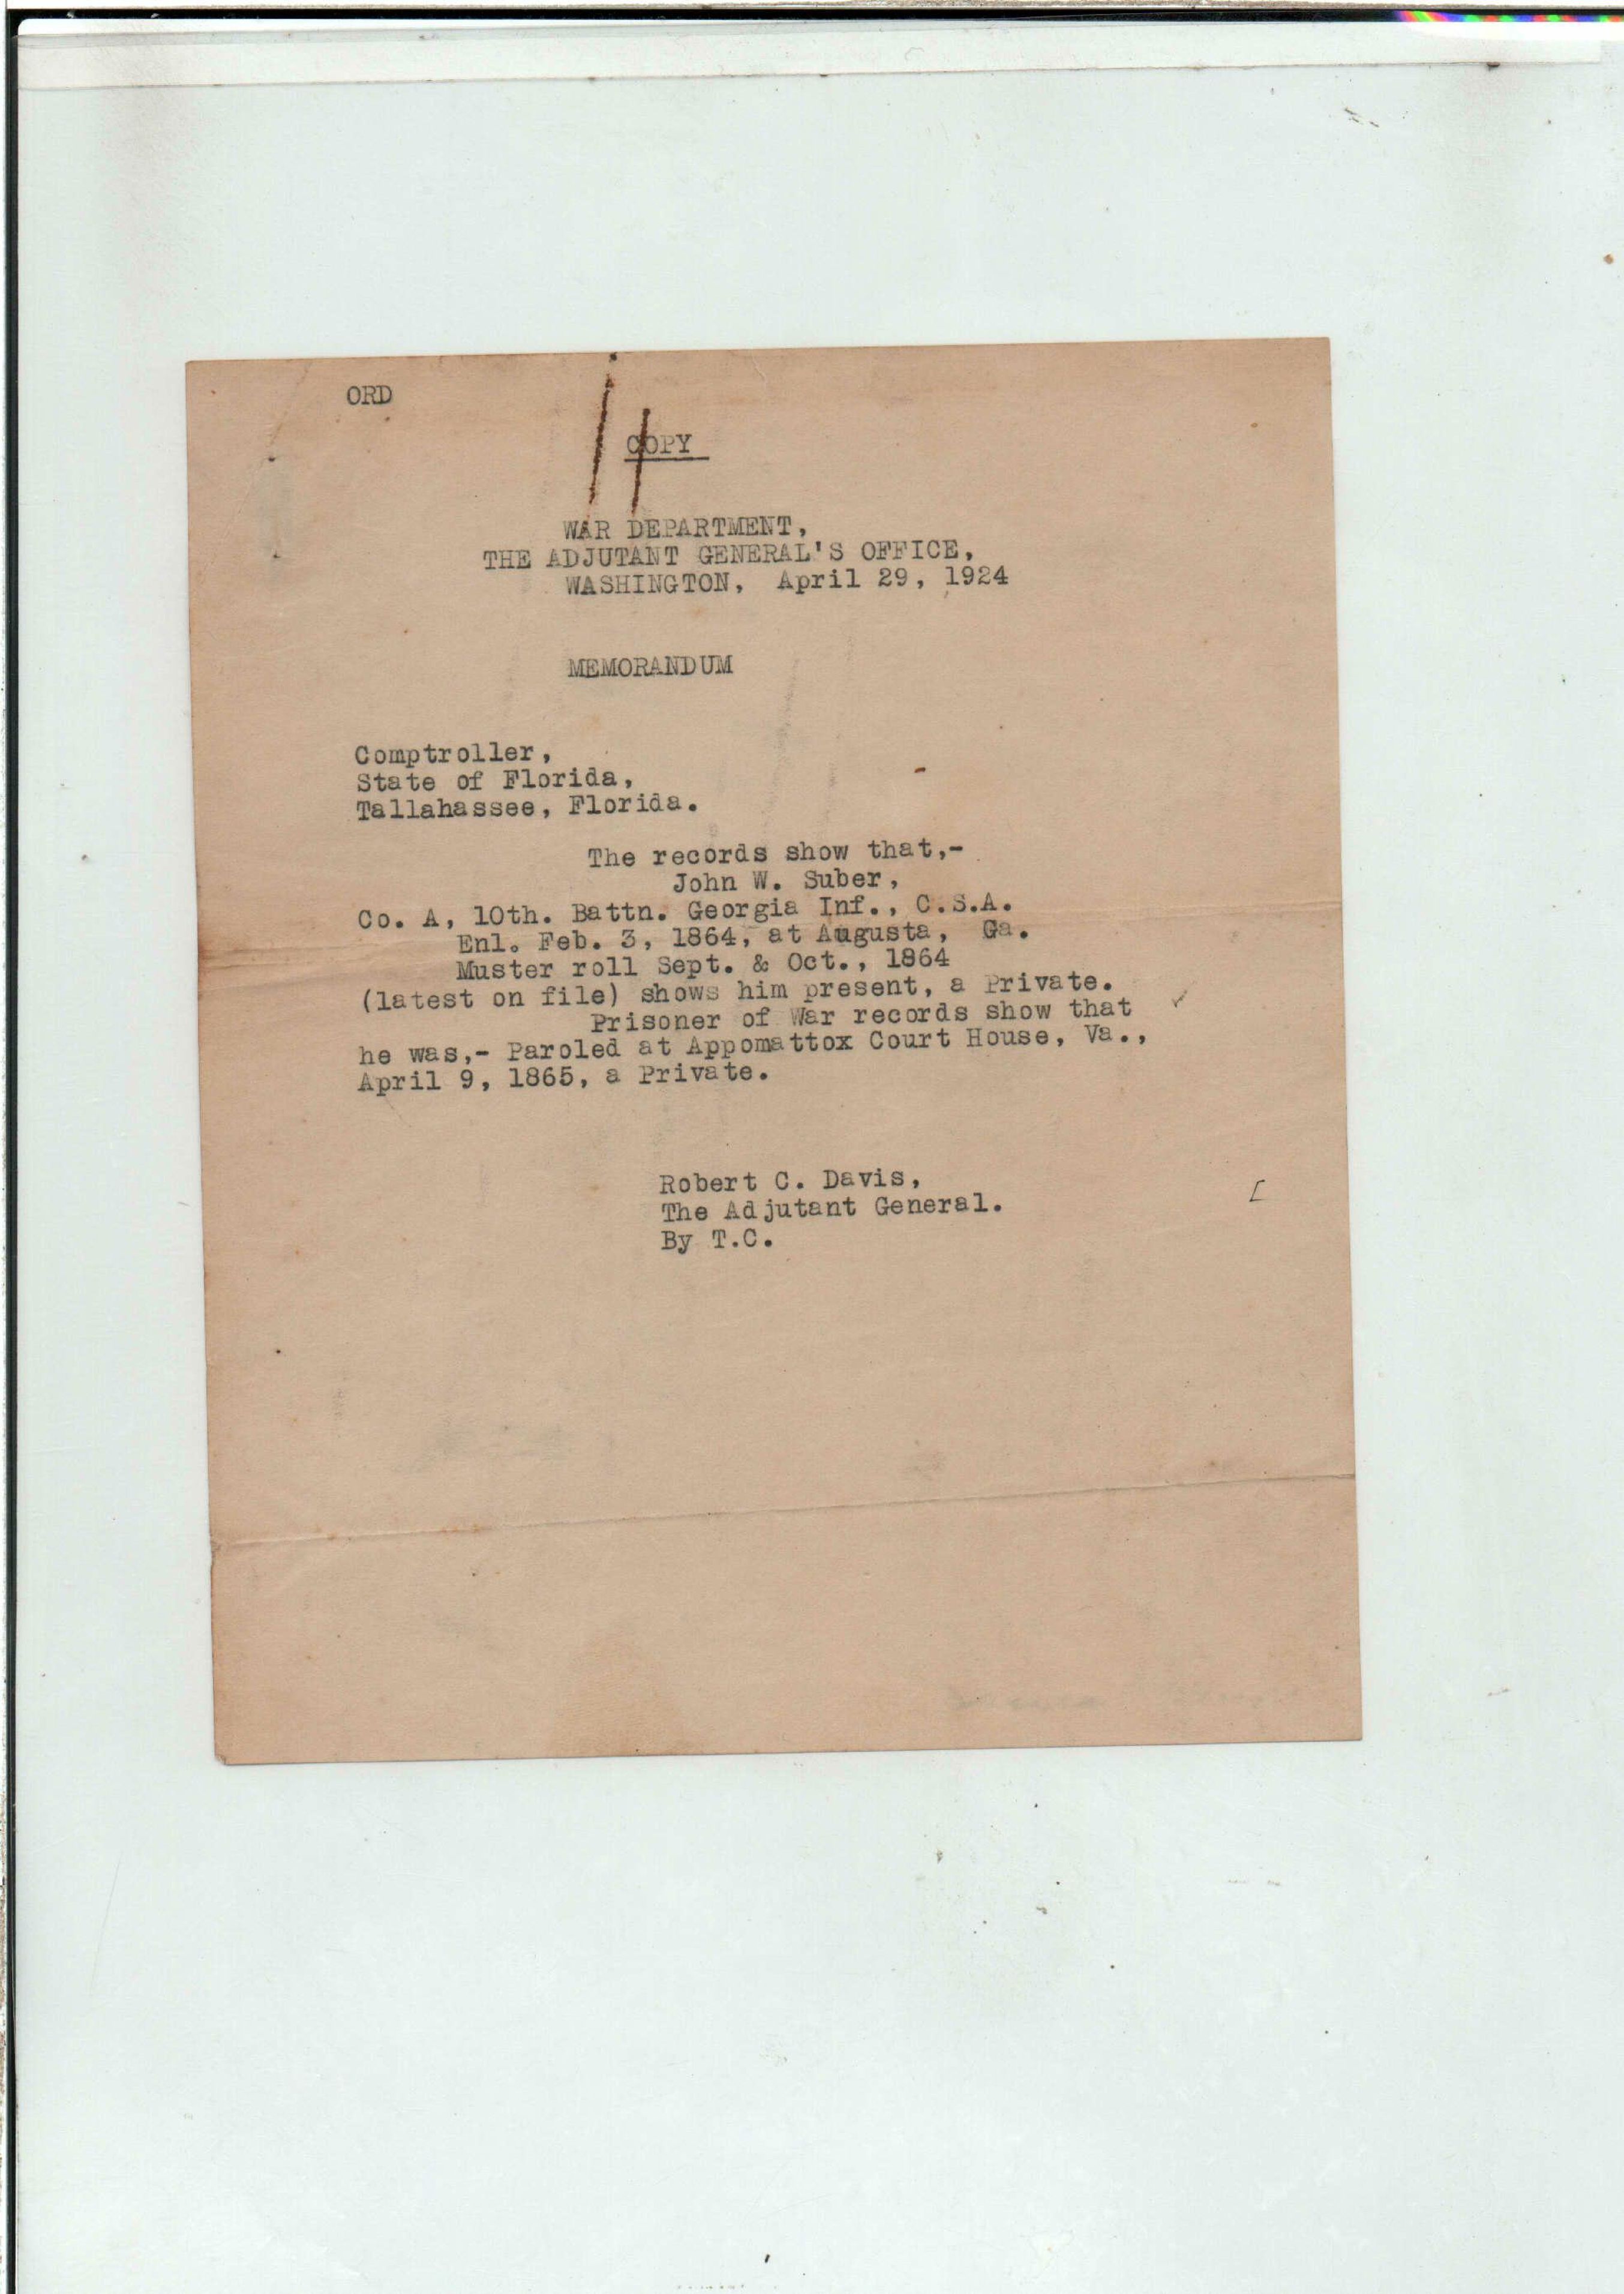 ORD
COPY
WAR DEPARTMENT,
THE ADJUTANT GENERAL'S OFFICE,
WASHINGTON, April 29, 1924
MEMORANDUM
Comptroller,
State of Florida,
Tallahassee, Florida.
The records show that,-
John W. Suber,
Co. A, 10th. Battn. Georgia Inf., C.S.A.
Enl. Feb. 3, 1864, at Augusta, Ga.
Muster roll Sept. & Oct., 1864
(latest on file) shows him present, a Private.
Prisoner of War records show that
he was,- Paroled at Appomattox Court House, Va.,
April 9, 1865, a Private.
Robert C. Davis,
The Adjutant General.
By T.C.